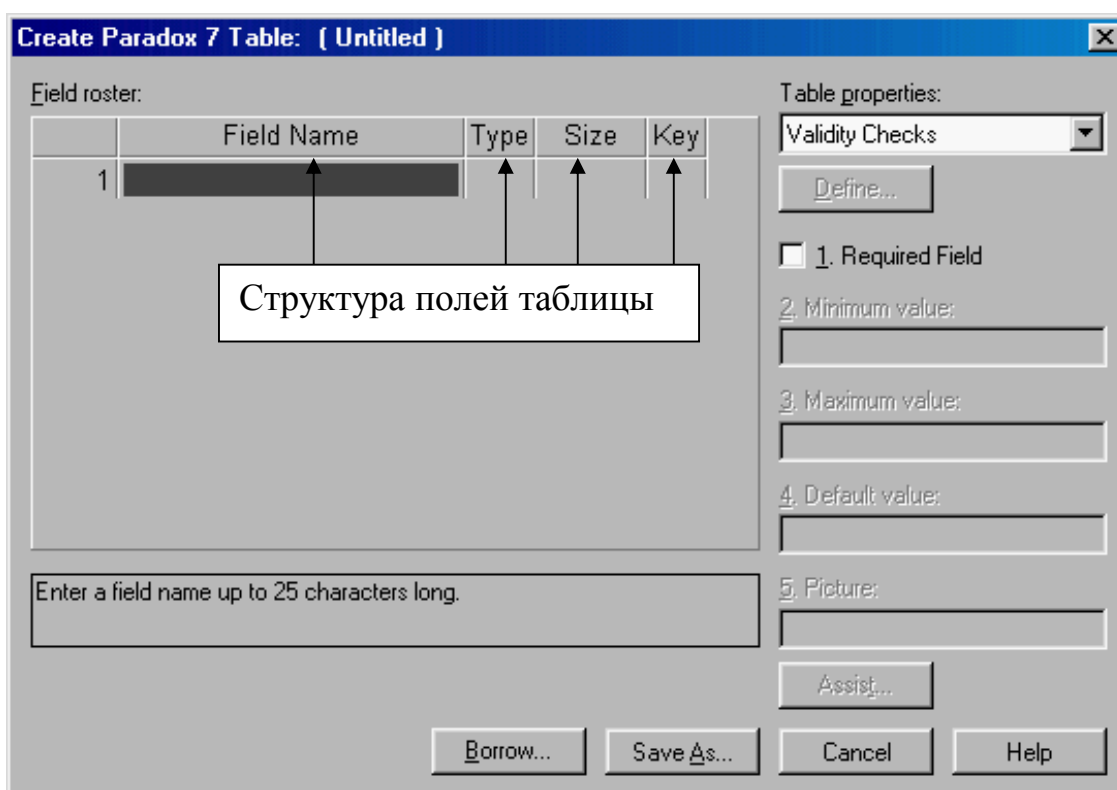 Create Paradox 7 Table: ( Untitled )
Field roster:
Field Name Type Size Key
1
Структура полей таблицы
Enter a field name up to 25 characters long.
Table properties:
Validity Checks
Define...
1. Required Field
2. Minimum value:
3. Maximum value:
4. Default value:
5. Picture:
Assist...
Borrow... Save As... Cancel Help